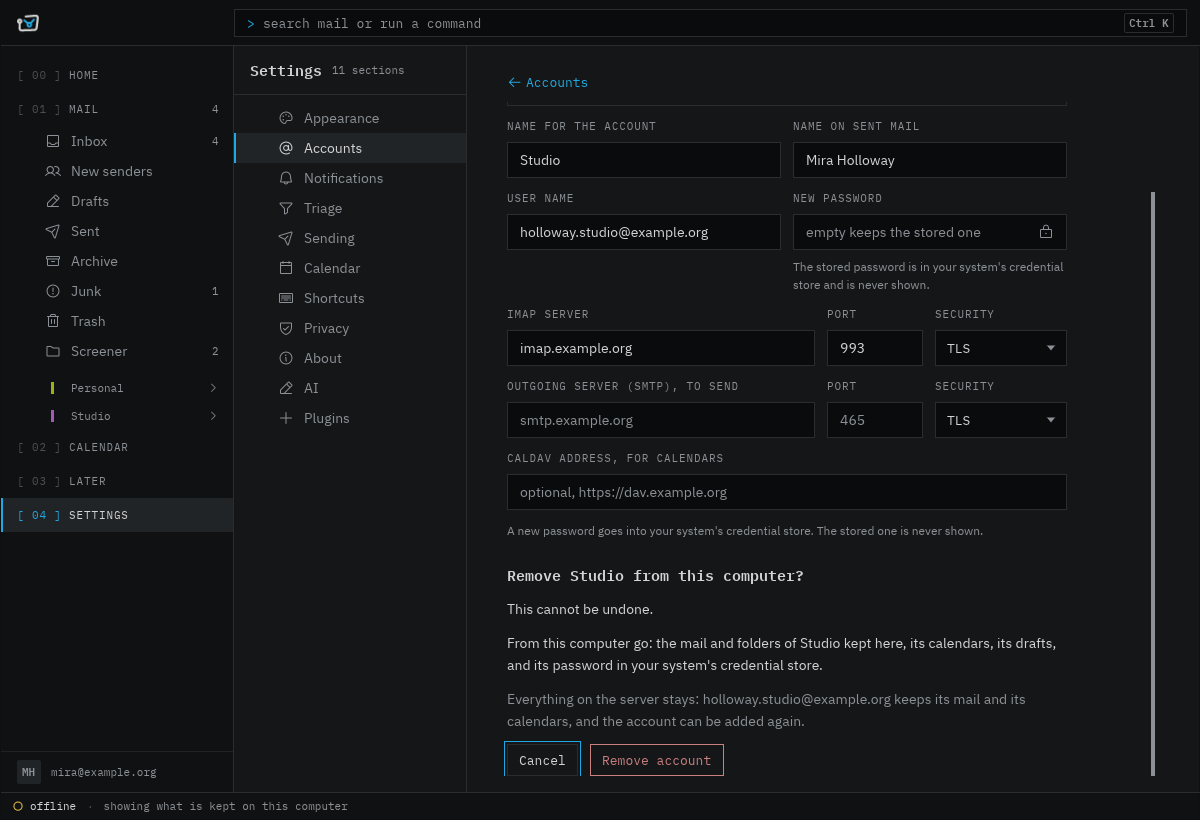 > search mail or run a command
Ctrl K
[ 00 ] HOME
[ 01 ] MAIL 4
Inbox 4
New senders
Drafts
Sent
Archive
Junk 1
Trash
Screener 2
Personal
Studio
[ 02 ] CALENDAR
[ 03 ] LATER
[ 04 ] SETTINGS
MH mira@example.org
Settings 11 sections
Appearance
Accounts
Notifications
Triage
Sending
Calendar
Shortcuts
Privacy
About
AI
Plugins
← Accounts
NAME FOR THE ACCOUNT NAME ON SENT MAIL
Studio Mira Holloway
USER NAME NEW PASSWORD
holloway.studio@example.org empty keeps the stored one
The stored password is in your system's credential
store and is never shown.
IMAP SERVER PORT SECURITY
imap.example.org 993 TLS
OUTGOING SERVER (SMTP), TO SEND PORT SECURITY
smtp.example.org 465 TLS
CALDAV ADDRESS, FOR CALENDARS
optional, https://dav.example.org
A new password goes into your system's credential store. The stored one is never shown.
Remove Studio from this computer?
This cannot be undone.
From this computer go: the mail and folders of Studio kept here, its calendars, its drafts,
and its password in your system's credential store.
Everything on the server stays: holloway.studio@example.org keeps its mail and its
calendars, and the account can be added again.
Cancel Remove account
offline · showing what is kept on this computer